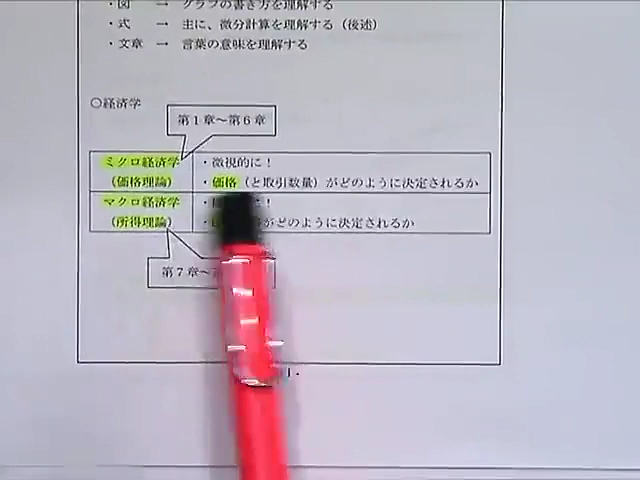 ・図 → グラフの書き方を理解する
・式 → 主に、微分計算を理解する（後述）
・文章 → 言葉の意味を理解する
○経済学
第1章～第6章
ミクロ経済学
（価格理論）
・微視的に！
・価格（と取引数量）がどのように決定されるか
マクロ経済学
（所得理論）
に！
がどのように決定されるか
第7章～